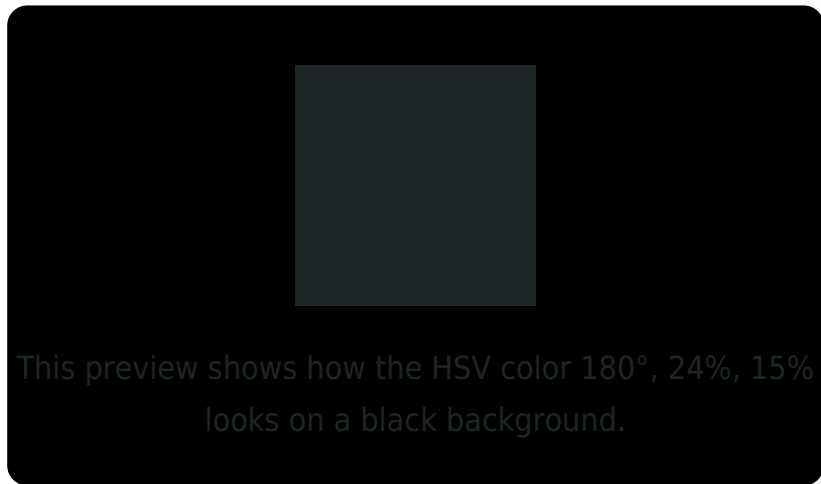 This preview shows how the HSV color 180°, 24%, 15%
looks on a black background.